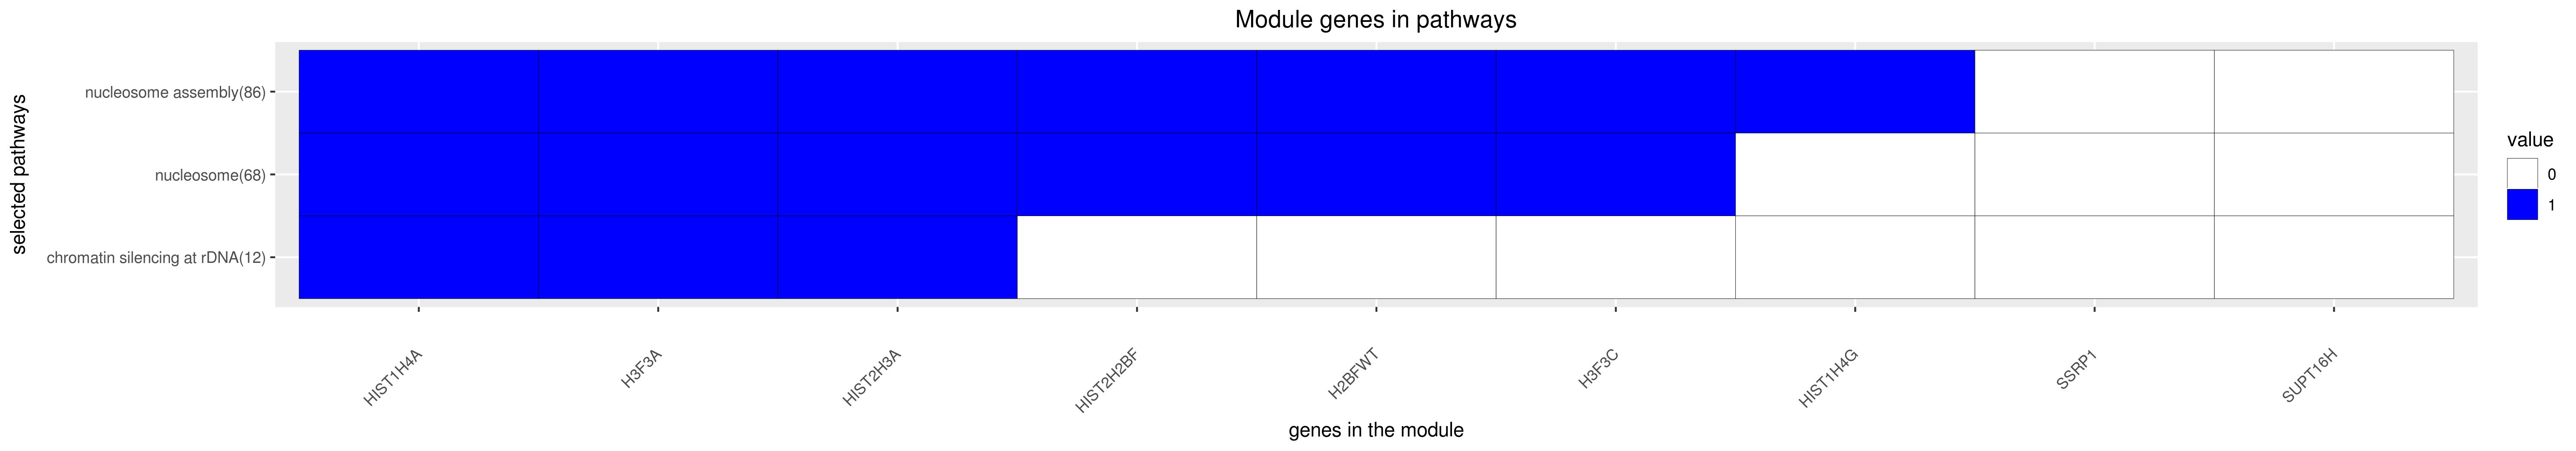 Module genes in pathways
selected pathways
nucleosome assembly(86)
nucleosome(68)
chromatin silencing at rDNA(12)
HIST1H4A
H3F3A
HIST2H3A
HIST2H2BF
H2BFWT
H3F3C
HIST1H4G
SSRP1
SUPT16H
genes in the module
value
0
1